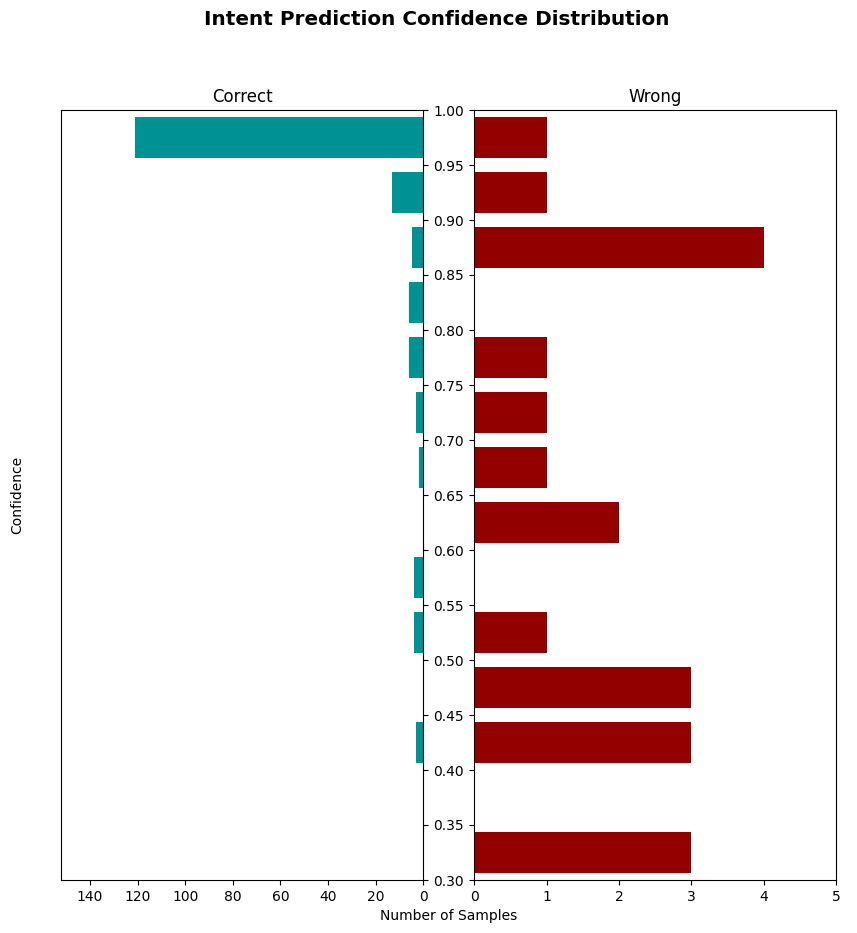 Intent Prediction Confidence Distribution
Correct
Wrong
1.00
0.95
0.90
0.85
0.80
0.75
0.70
0.65
0.60
0.55
0.50
0.45
0.40
0.35
0.30
Confidence
140 120 100 80 60 40 20 0
0 1 2 3 4 5
Number of Samples